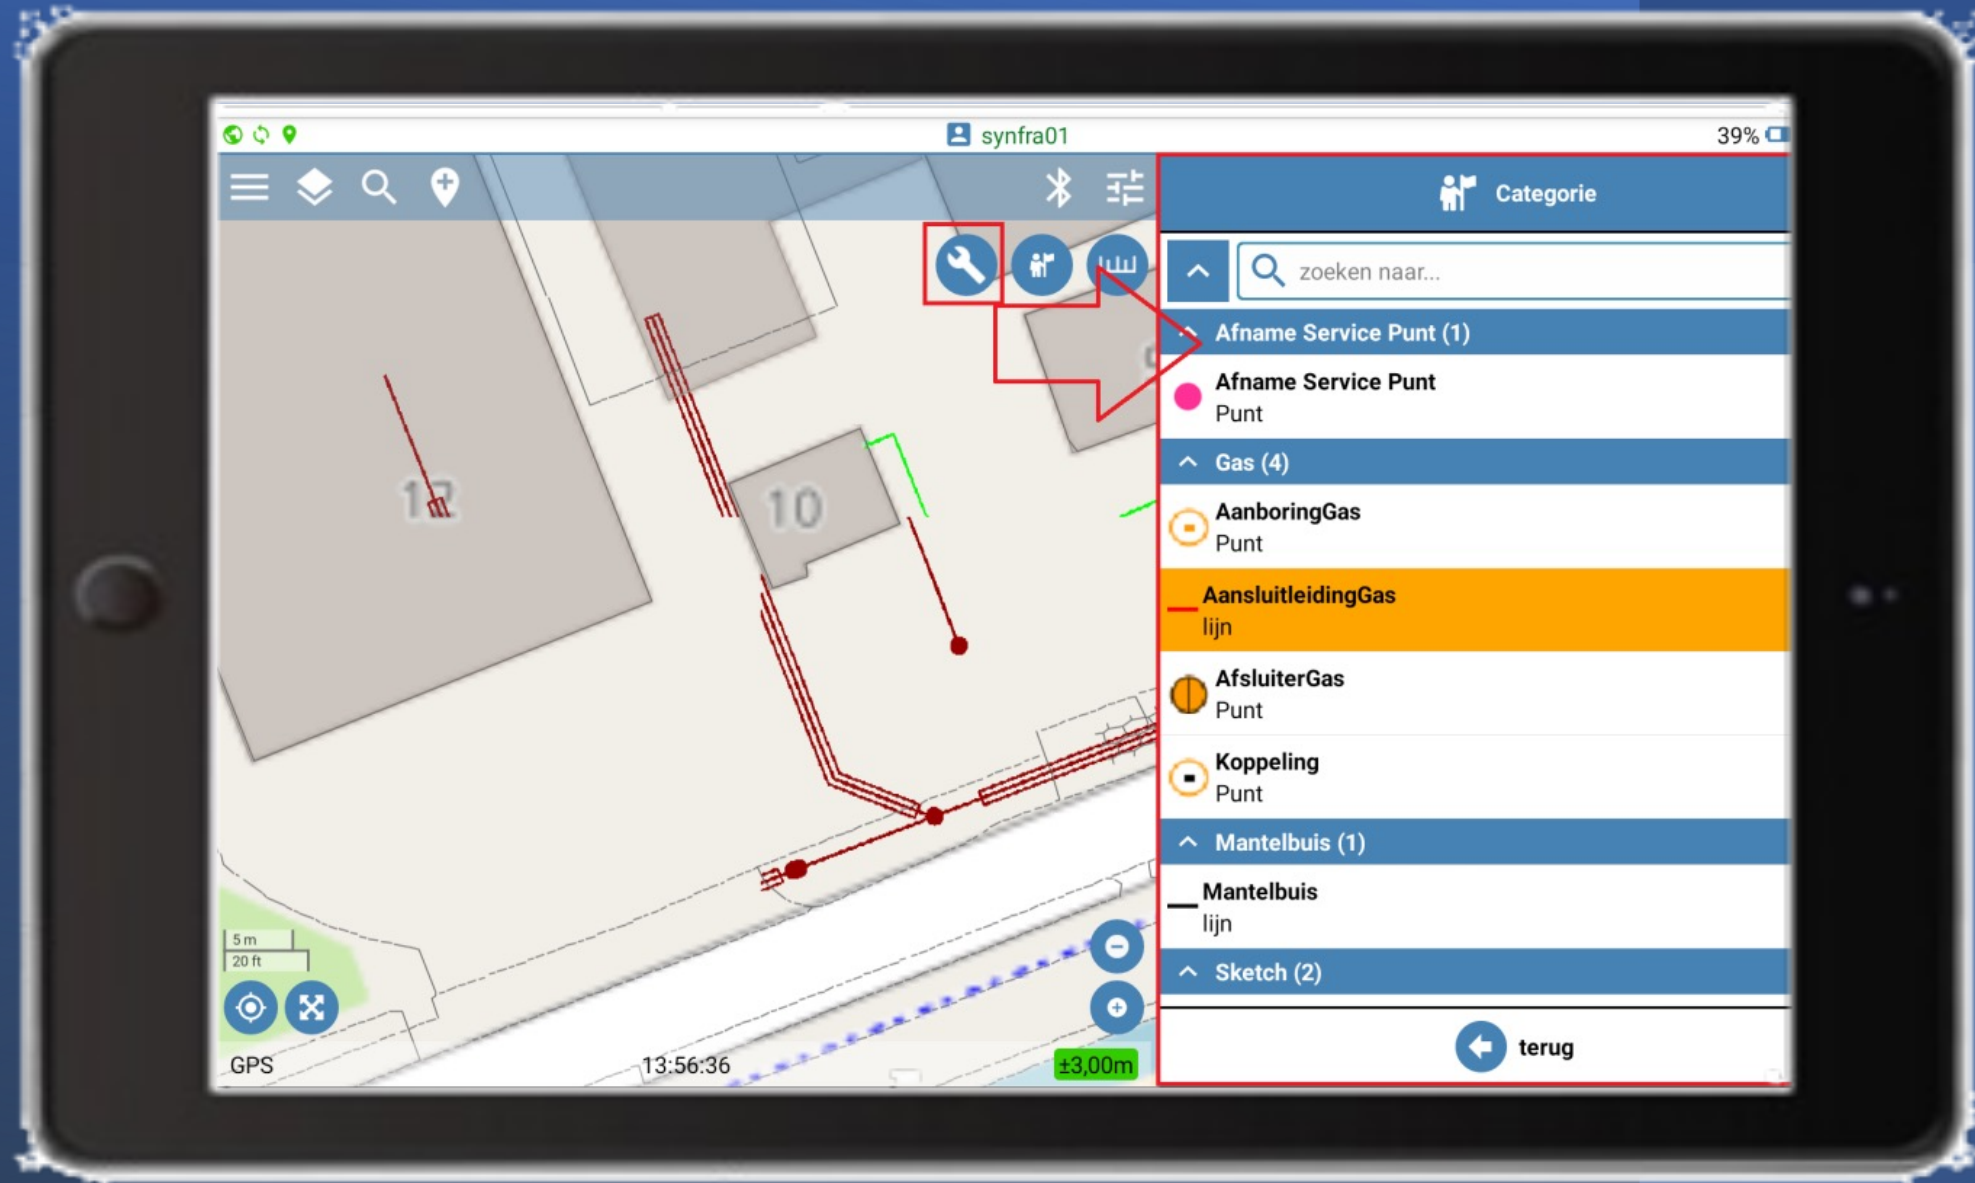 synfra01
39%
Categorie
zoeken naar...
Afname Service Punt (1)
Afname Service Punt
Punt
Gas (4)
AanboringGas
Punt
AansluitleidingGas
lijn
AfsluiterGas
Punt
Koppeling
Punt
Mantelbuis (1)
Mantelbuis
lijn
Sketch (2)
terug
12
10
5 m
20 ft
GPS
13:56:36
±3,00m